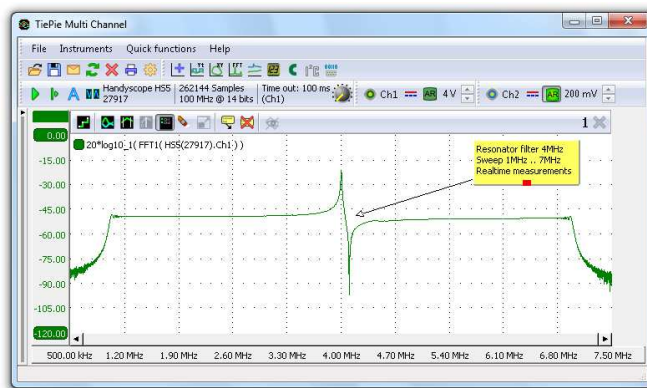 TiePie Multi Channel
File Instruments Quick functions Help
Handyscope HS5
27917
262144 Samples
100 MHz @ 14 bits
Time out: 100 ms
(Ch1)
Ch1 AR 4 V
Ch2 AR 200 mV
1
0.00
20*log10_1( FFT1( HS5(27917).Ch1 ) )
Resonator filter 4MHz
Sweep 1MHz .. 7MHz
Realtime measurements
-15.00
-30.00
-45.00
-60.00
-75.00
-90.00
-105.00
-120.00
500.00 kHz 1.20 MHz 1.90 MHz 2.60 MHz 3.30 MHz 4.00 MHz 4.70 MHz 5.40 MHz 6.10 MHz 6.80 MHz 7.50 MHz